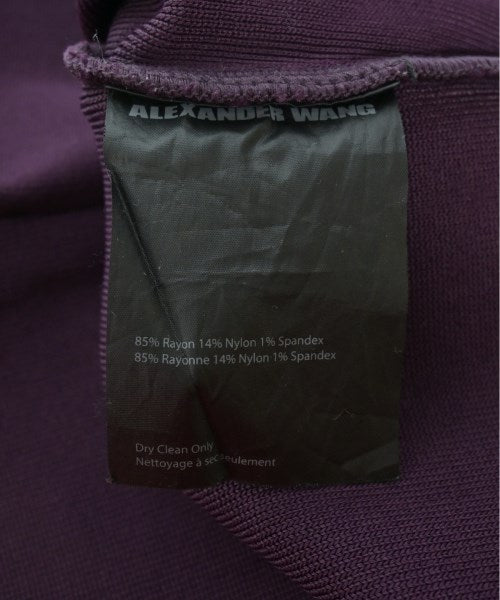 ALEXANDER WANG
85% Rayon 14% Nylon 1% Spandex
85% Rayonne 14% Nylon 1% Spandex
Dry Clean Only
Nettoyage à sec seulement